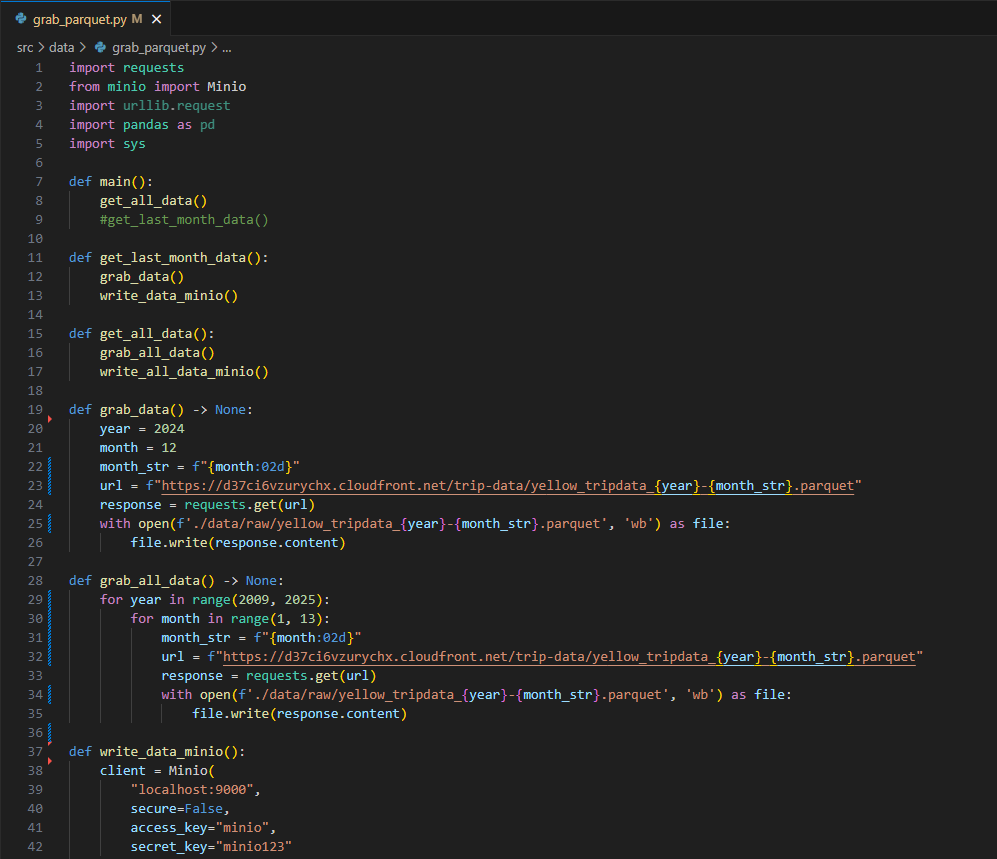 grab_parquet.py M ×
src > data > grab_parquet.py > ...
1 import requests
2 from minio import Minio
3 import urllib.request
4 import pandas as pd
5 import sys
6
7 def main():
8     get_all_data()
9     #get_last_month_data()
10
11 def get_last_month_data():
12     grab_data()
13     write_data_minio()
14
15 def get_all_data():
16     grab_all_data()
17     write_all_data_minio()
18
19 def grab_data() -> None:
20     year = 2024
21     month = 12
22     month_str = f"{month:02d}"
23     url = f"https://d37ci6vzurychx.cloudfront.net/trip-data/yellow_tripdata_{year}-{month_str}.parquet"
24     response = requests.get(url)
25     with open(f'./data/raw/yellow_tripdata_{year}-{month_str}.parquet', 'wb') as file:
26         file.write(response.content)
27
28 def grab_all_data() -> None:
29     for year in range(2009, 2025):
30         for month in range(1, 13):
31             month_str = f"{month:02d}"
32             url = f"https://d37ci6vzurychx.cloudfront.net/trip-data/yellow_tripdata_{year}-{month_str}.parquet"
33             response = requests.get(url)
34             with open(f'./data/raw/yellow_tripdata_{year}-{month_str}.parquet', 'wb') as file:
35                 file.write(response.content)
36
37 def write_data_minio():
38     client = Minio(
39         "localhost:9000",
40         secure=False,
41         access_key="minio",
42         secret_key="minio123"